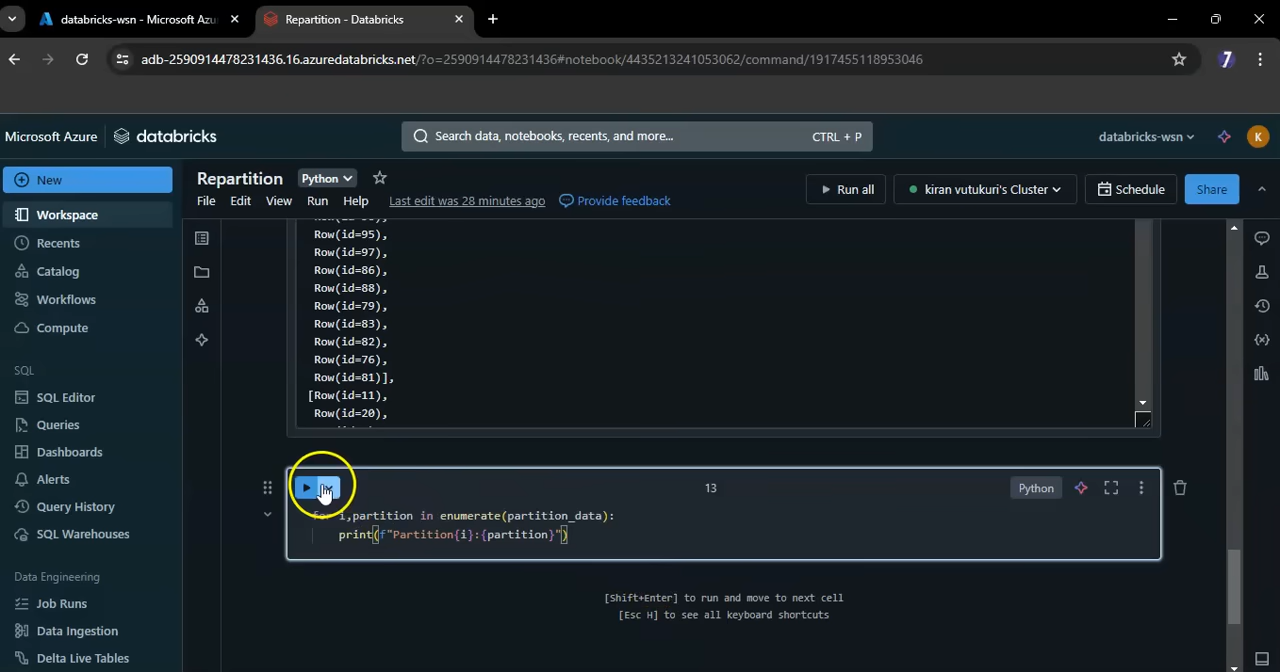 databricks-wsn - Microsoft Azu
Repartition - Databricks
adb-2590914478231436.16.azuredatabricks.net/?o=2590914478231436#notebook/4435213241053062/command/1917455118953046
Microsoft Azure databricks
Search data, notebooks, recents, and more... CTRL + P
databricks-wsn
K
New
Workspace
Recents
Catalog
Workflows
Compute
SQL
SQL Editor
Queries
Dashboards
Alerts
Query History
SQL Warehouses
Data Engineering
Job Runs
Data Ingestion
Delta Live Tables
Repartition Python
File Edit View Run Help Last edit was 28 minutes ago Provide feedback
Run all
kiran vutukuri's Cluster
Schedule
Share
Row(id=95),
Row(id=97),
Row(id=86),
Row(id=88),
Row(id=79),
Row(id=83),
Row(id=82),
Row(id=76),
Row(id=81)],
[Row(id=11),
Row(id=20),
13
Python
for i,partition in enumerate(partition_data):
print(f"Partition{i}:{partition}")
[Shift+Enter] to run and move to next cell
[Esc H] to see all keyboard shortcuts